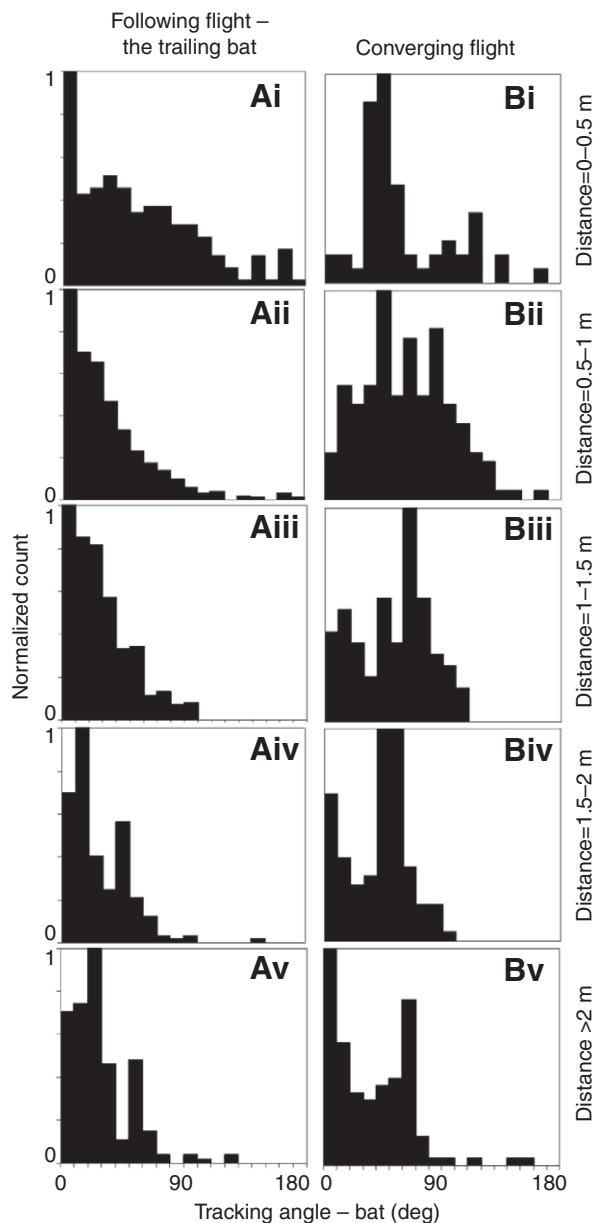 Following flight –
the trailing bat
Converging flight
1
Ai
Bi
0
Distance=0–0.5 m
1
Aii
Bii
0
Distance=0.5–1 m
1
Aiii
Biii
0
Distance=1–1.5 m
Normalized count
1
Aiv
Biv
0
Distance=1.5–2 m
1
Av
Bv
0
Distance >2 m
0 90 180 0 90 180
Tracking angle – bat (deg)